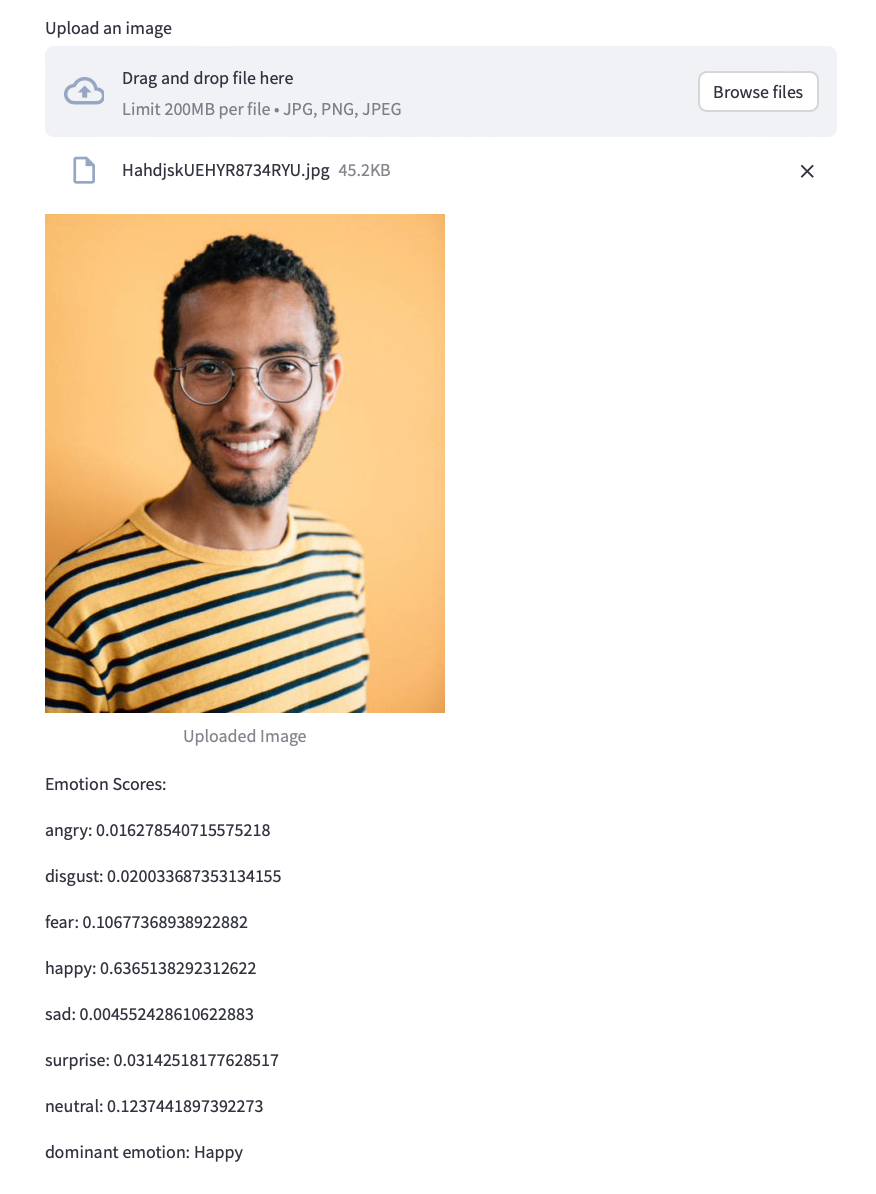 Upload an image
Drag and drop file here
Limit 200MB per file • JPG, PNG, JPEG
Browse files
HahdjskUEHYR8734RYU.jpg 45.2KB
Uploaded Image
Emotion Scores:
angry: 0.016278540715575218
disgust: 0.020033687353134155
fear: 0.10677368938922882
happy: 0.6365138292312622
sad: 0.004552428610622883
surprise: 0.03142518177628517
neutral: 0.1237441897392273
dominant emotion: Happy